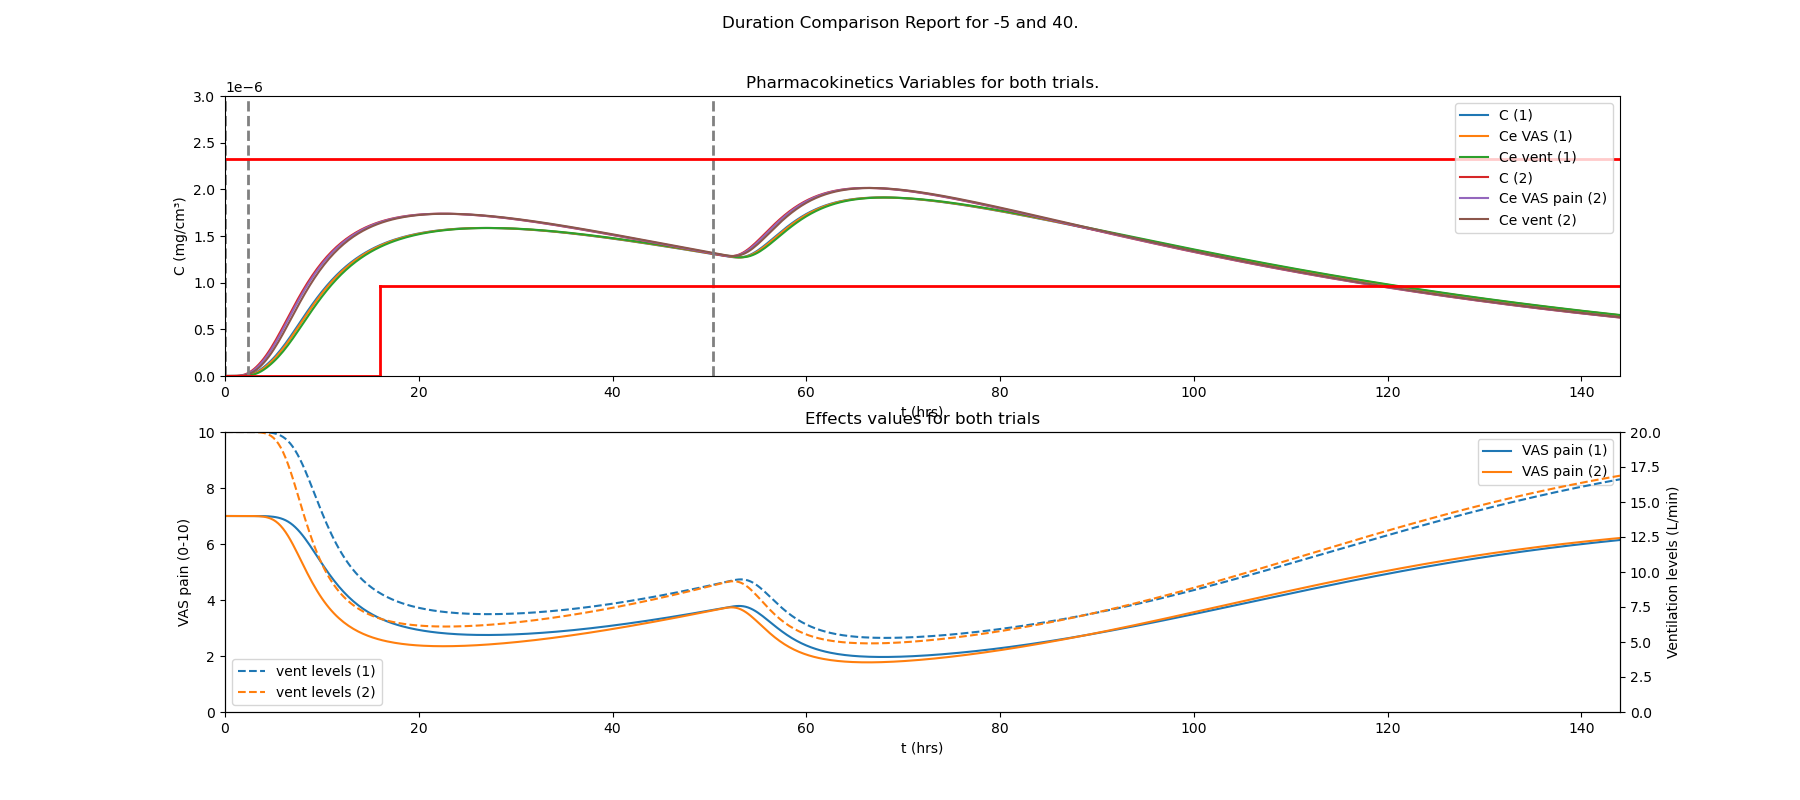 Duration Comparison Report for -5 and 40.
Pharmacokinetics Variables for both trials.
1e−6
3.0
2.5
2.0
1.5
1.0
0.5
0.0
C (mg/cm³)
C (1)
Ce VAS (1)
Ce vent (1)
C (2)
Ce VAS pain (2)
Ce vent (2)
0 20 40 60 80 100 120 140
t (hrs)
Effects values for both trials
10
8
6
4
2
0
VAS pain (0-10)
VAS pain (1)
VAS pain (2)
vent levels (1)
vent levels (2)
20.0
17.5
15.0
12.5
10.0
7.5
5.0
2.5
0.0
Ventilation levels (L/min)
0 20 40 60 80 100 120 140
t (hrs)